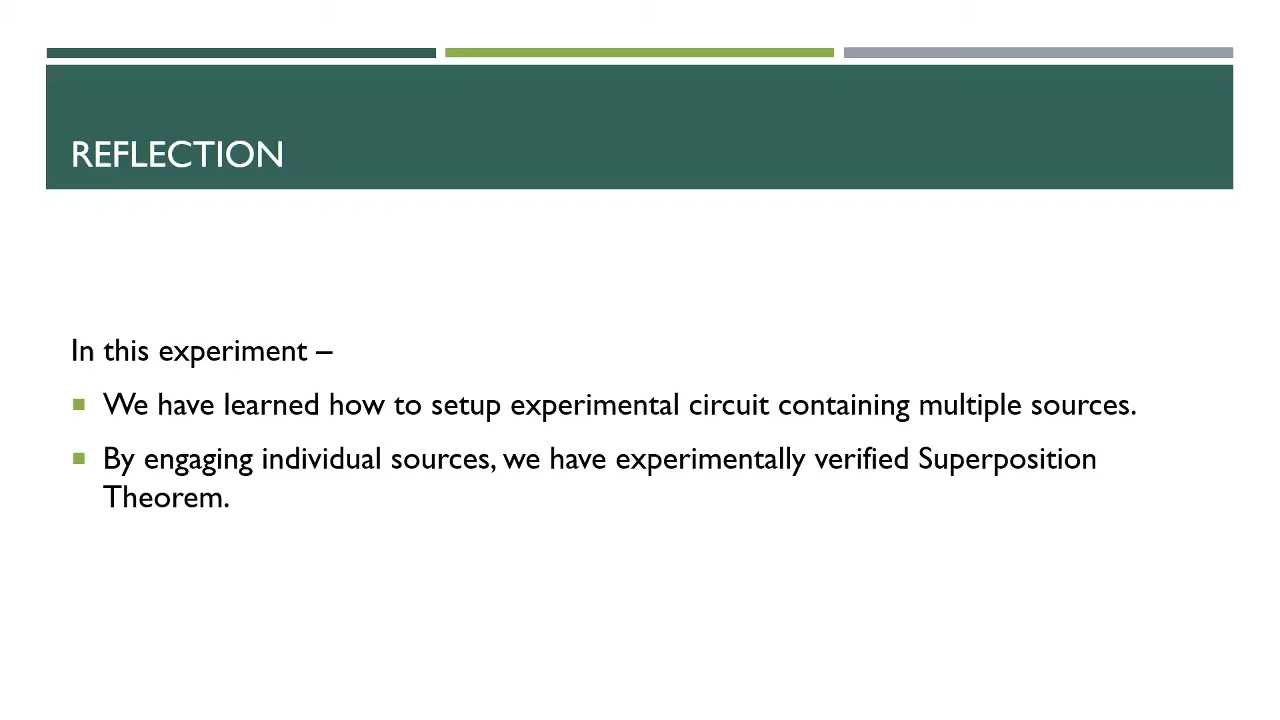 REFLECTION
In this experiment –
We have learned how to setup experimental circuit containing multiple sources.
By engaging individual sources, we have experimentally verified Superposition
Theorem.